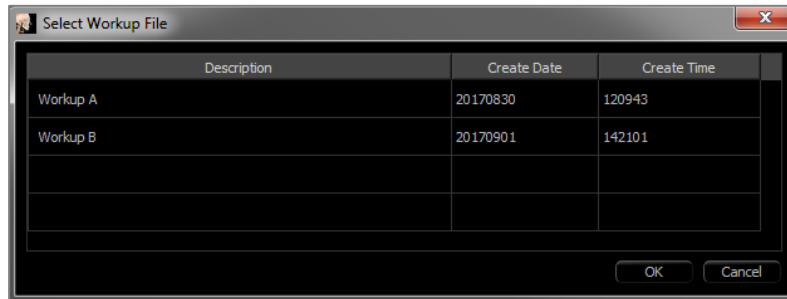 Select Workup File
Description Create Date Create Time
Workup A 20170830 120943
Workup B 20170901 142101
OK Cancel